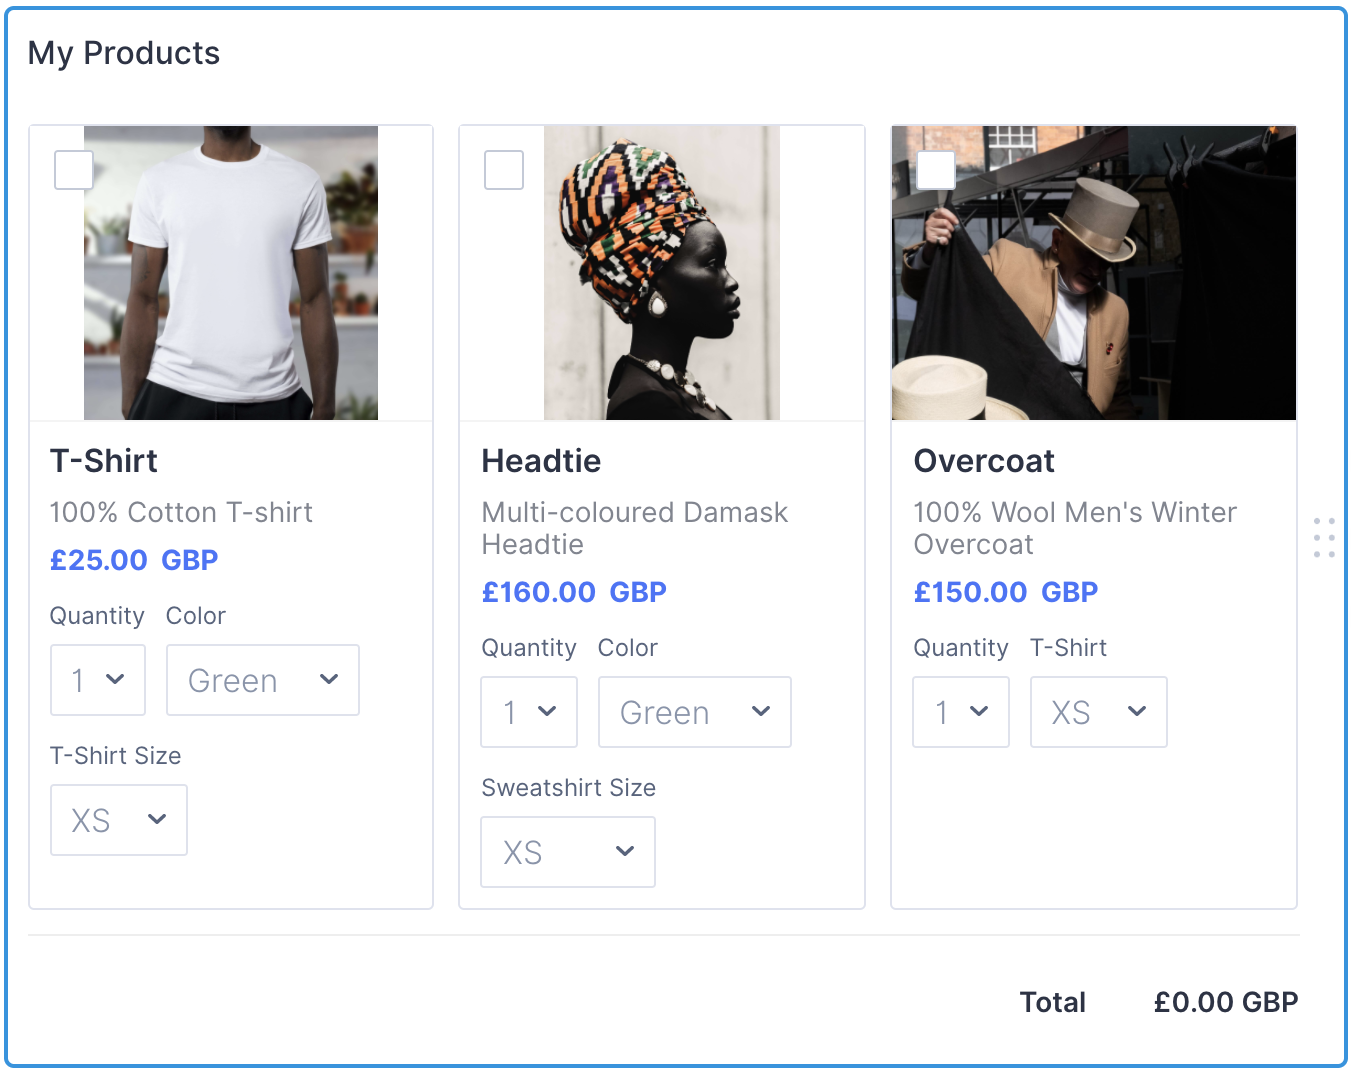 My Products
T-Shirt
100% Cotton T-shirt
£25.00 GBP
Quantity Color
1 Green
T-Shirt Size
XS
Headtie
Multi-coloured Damask
Headtie
£160.00 GBP
Quantity Color
1 Green
Sweatshirt Size
XS
Overcoat
100% Wool Men's Winter
Overcoat
£150.00 GBP
Quantity T-Shirt
1 XS
Total £0.00 GBP